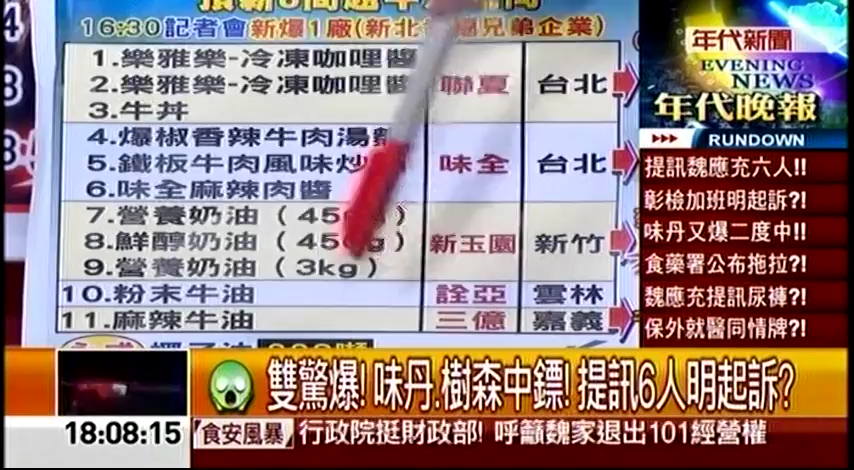 16:30記者會新爆1廠(新北 兄弟企業)
1.樂雅樂-冷凍咖哩醬
2.樂雅樂-冷凍咖哩醬
3.牛丼
聯夏
台北
4.爆椒香辣牛肉湯
5.鐵板牛肉風味炒
6.味全麻辣肉醬
味全
台北
7.營養奶油(45
8.鮮醇奶油(45 g)
9.營養奶油(3kg)
新玉園
新竹
10.粉末牛油
詮亞
雲林
11.麻辣牛油
三億
嘉義
年代新聞
EVENING
NEWS
年代晚報
RUNDOWN
提訊魏應充六人!!
彰檢加班明起訴?!
味丹又爆二度中!!
食藥署公布拖拉?!
魏應充提訊尿褲?!
保外就醫同情牌?!
雙驚爆!味丹.樹森中鏢!提訊6人明起訴?
18:08:15
食安風暴
行政院挺財政部!呼籲魏家退出101經營權